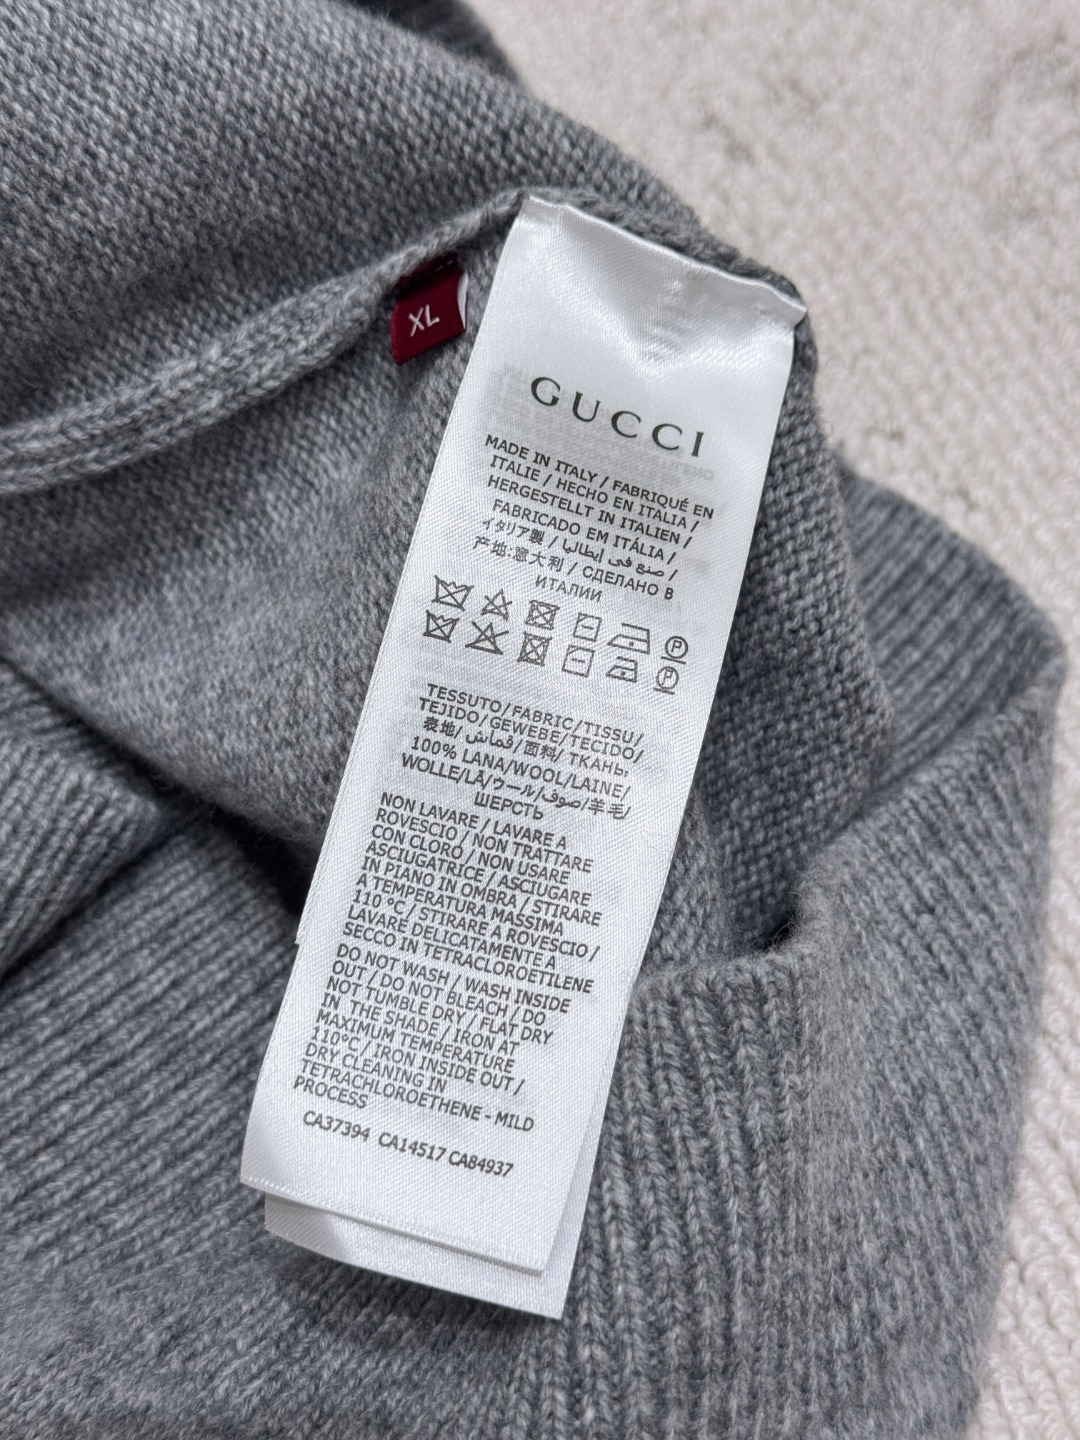 XL
GUCCI
MADE IN ITALY / FABRIQUÉ EN
ITALIE / HECHO EN ITALIA /
HERGESTELLT IN ITALIEN /
FABRICADO EM ITÁLIA /
イタリア製 / صنع في إيطاليا /
产地:意大利 / СДЕЛАНО В
ИТАЛИИ
P
P
TESSUTO/FABRIC/TISSU/
TEJIDO/GEWEBE/TECIDO/
表地/قماش/面料/ТКАНЬ:
100% LANA/WOOL/LAINE/
WOLLE/LÃ/ウール/صوف/羊毛/
ШЕРСТЬ
NON LAVARE / LAVARE A
ROVESCIO / NON TRATTARE
CON CLORO / NON USARE
ASCIUGATRICE / ASCIUGARE
IN PIANO IN OMBRA / STIRARE
A TEMPERATURA MASSIMA
110 °C / STIRARE A ROVESCIO /
LAVARE DELICATAMENTE A
SECCO IN TETRACLOROETILENE
DO NOT WASH / WASH INSIDE
OUT / DO NOT BLEACH / DO
NOT TUMBLE DRY / FLAT DRY
IN THE SHADE / IRON AT
MAXIMUM TEMPERATURE
110°C / IRON INSIDE OUT /
DRY CLEANING IN
TETRACHLOROETHENE - MILD
PROCESS
CA37394 CA14517 CA84937